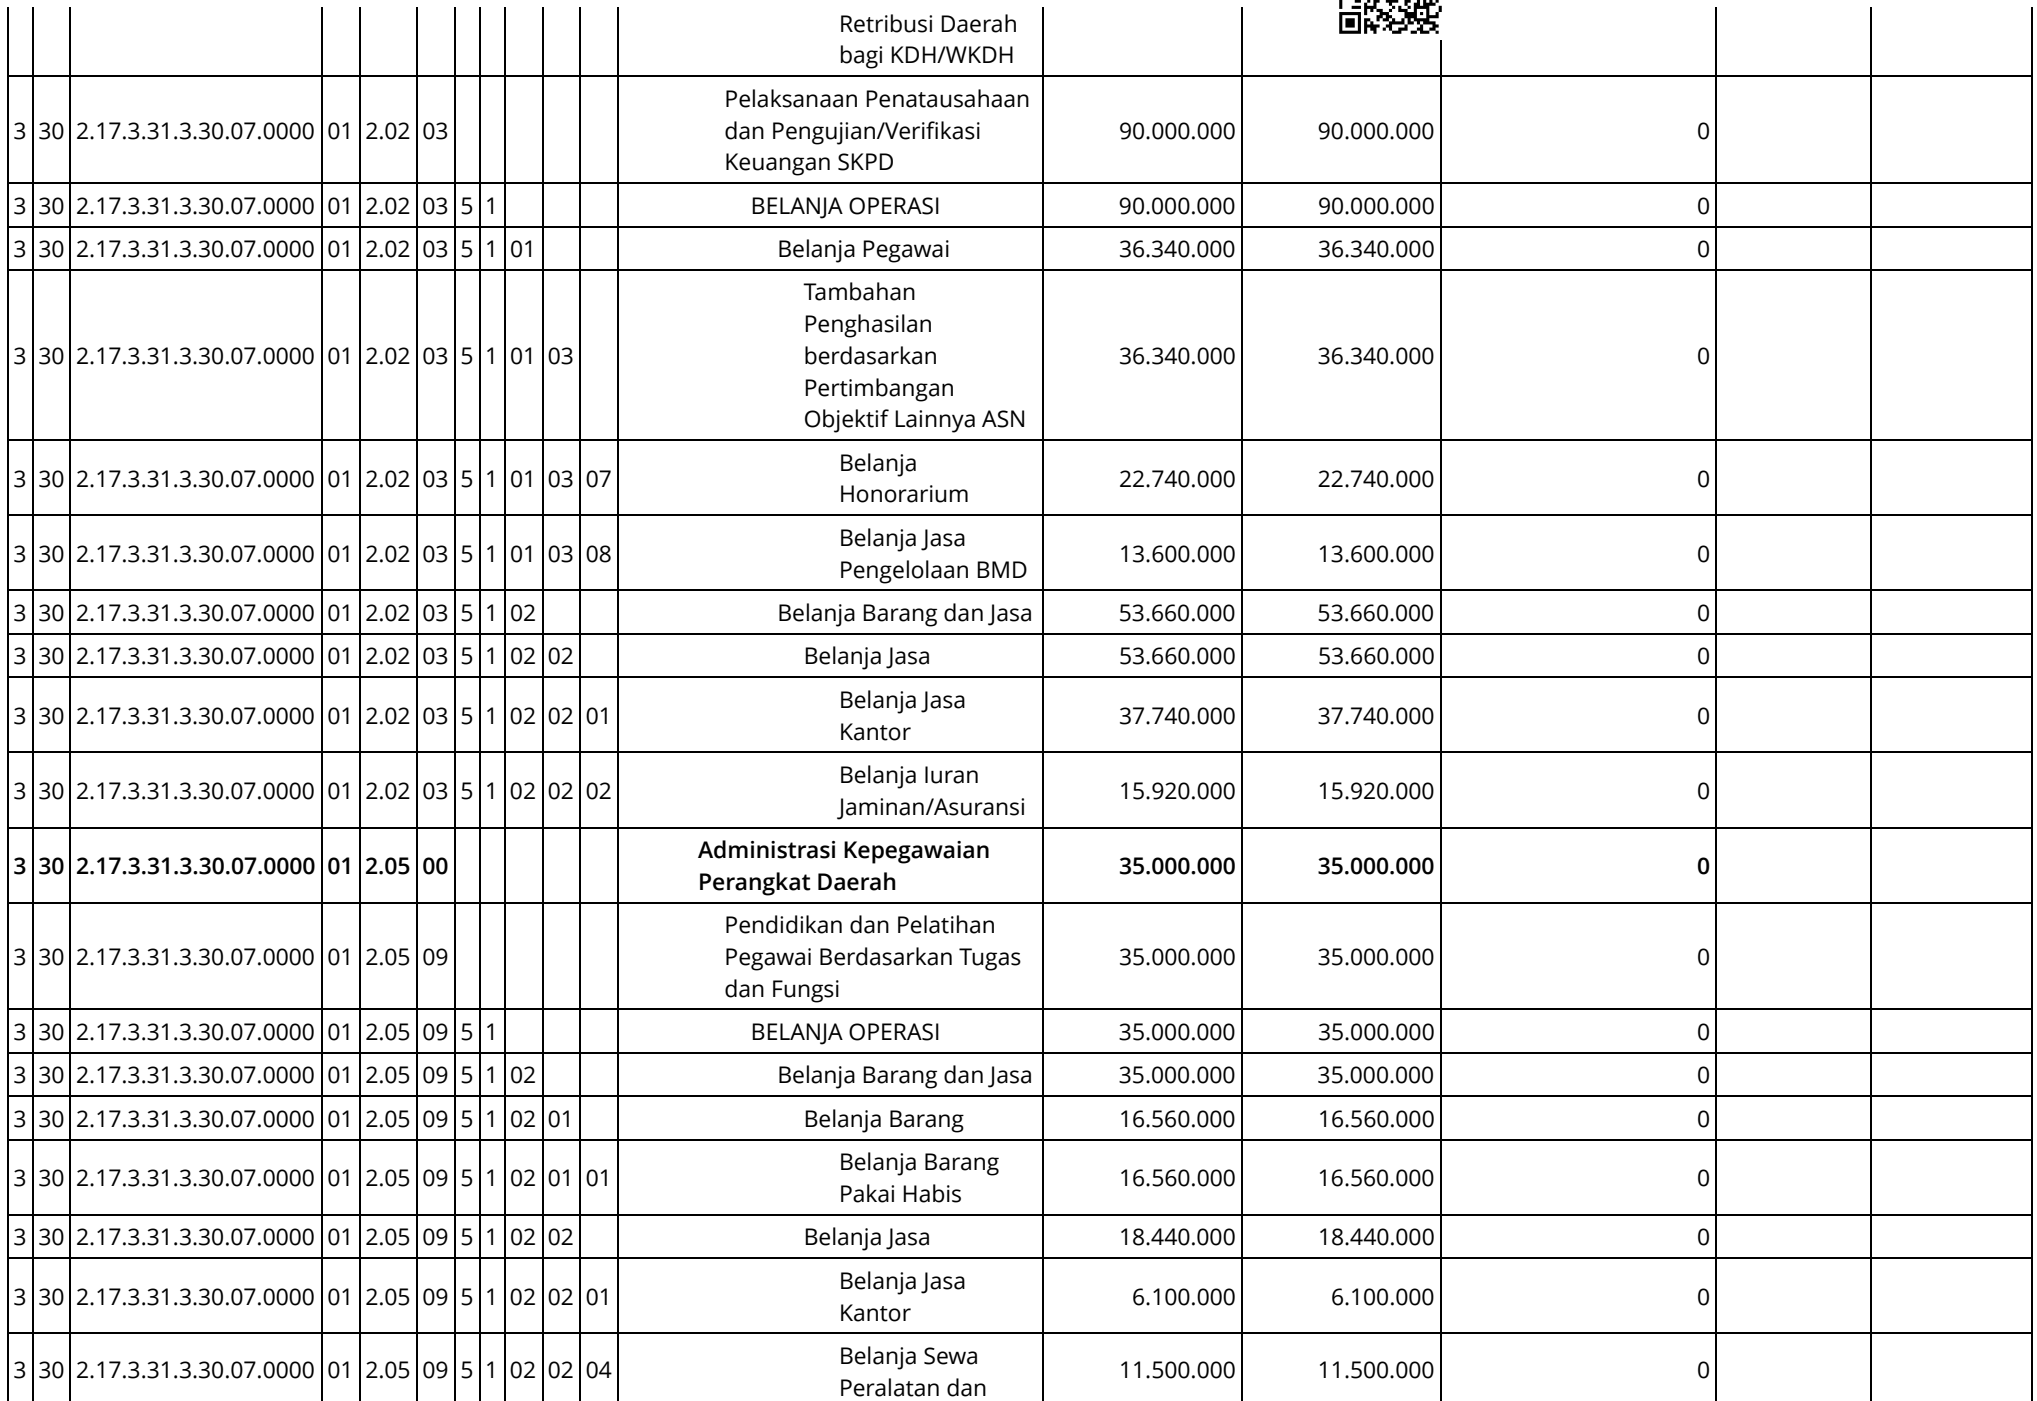 Retribusi Daerah
bagi KDH/WKDH
3 30 2.17.3.31.3.30.07.0000 01 2.02 03 Pelaksanaan Penatausahaan
dan Pengujian/Verifikasi 90.000.000 90.000.000 0
Keuangan SKPD
3 30 2.17.3.31.3.30.07.0000 01 2.02 03 5 1 BELANJA OPERASI 90.000.000 90.000.000 0
3 30 2.17.3.31.3.30.07.0000 01 2.02 03 5 1 01 Belanja Pegawai 36.340.000 36.340.000 0
Tambahan
Penghasilan
3 30 2.17.3.31.3.30.07.0000 01 2.02 03 5 1 01 03 berdasarkan 36.340.000 36.340.000 0
Pertimbangan
Objektif Lainnya ASN
3 30 2.17.3.31.3.30.07.0000 01 2.02 03 5 1 01 03 07 Belanja 22.740.000 22.740.000 0
Honorarium
3 30 2.17.3.31.3.30.07.0000 01 2.02 03 5 1 01 03 08 Belanja Jasa 13.600.000 13.600.000 0
Pengelolaan BMD
3 30 2.17.3.31.3.30.07.0000 01 2.02 03 5 1 02 Belanja Barang dan Jasa 53.660.000 53.660.000 0
3 30 2.17.3.31.3.30.07.0000 01 2.02 03 5 1 02 02 Belanja Jasa 53.660.000 53.660.000 0
3 30 2.17.3.31.3.30.07.0000 01 2.02 03 5 1 02 02 01 Belanja Jasa 37.740.000 37.740.000 0
Kantor
3 30 2.17.3.31.3.30.07.0000 01 2.02 03 5 1 02 02 02 Belanja Iuran 15.920.000 15.920.000 0
Jaminan/Asuransi
3 30 2.17.3.31.3.30.07.0000 01 2.05 00 Administrasi Kepegawaian 35.000.000 35.000.000 0
Perangkat Daerah
Pendidikan dan Pelatihan
3 30 2.17.3.31.3.30.07.0000 01 2.05 09 Pegawai Berdasarkan Tugas 35.000.000 35.000.000 0
dan Fungsi
3 30 2.17.3.31.3.30.07.0000 01 2.05 09 5 1 BELANJA OPERASI 35.000.000 35.000.000 0
3 30 2.17.3.31.3.30.07.0000 01 2.05 09 5 1 02 Belanja Barang dan Jasa 35.000.000 35.000.000 0
3 30 2.17.3.31.3.30.07.0000 01 2.05 09 5 1 02 01 Belanja Barang 16.560.000 16.560.000 0
3 30 2.17.3.31.3.30.07.0000 01 2.05 09 5 1 02 01 01 Belanja Barang 16.560.000 16.560.000 0
Pakai Habis
3 30 2.17.3.31.3.30.07.0000 01 2.05 09 5 1 02 02 Belanja Jasa 18.440.000 18.440.000 0
3 30 2.17.3.31.3.30.07.0000 01 2.05 09 5 1 02 02 01 Belanja Jasa 6.100.000 6.100.000 0
Kantor
3 30 2.17.3.31.3.30.07.0000 01 2.05 09 5 1 02 02 04 Belanja Sewa 11.500.000 11.500.000 0
Peralatan dan